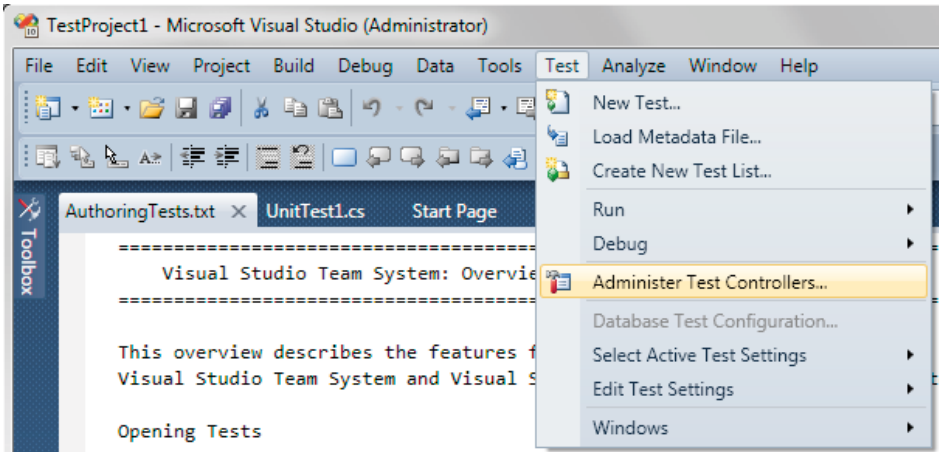 TestProject1 - Microsoft Visual Studio (Administrator)
File Edit View Project Build Debug Data Tools Test Analyze Window Help
New Test...
Load Metadata File...
Create New Test List...
Run
Debug
Administer Test Controllers...
Database Test Configuration...
Select Active Test Settings
Edit Test Settings
Windows
Toolbox
AuthoringTests.txt UnitTest1.cs Start Page
================================================
Visual Studio Team System: Overvie
================================================
This overview describes the features f
Visual Studio Team System and Visual S
Opening Tests